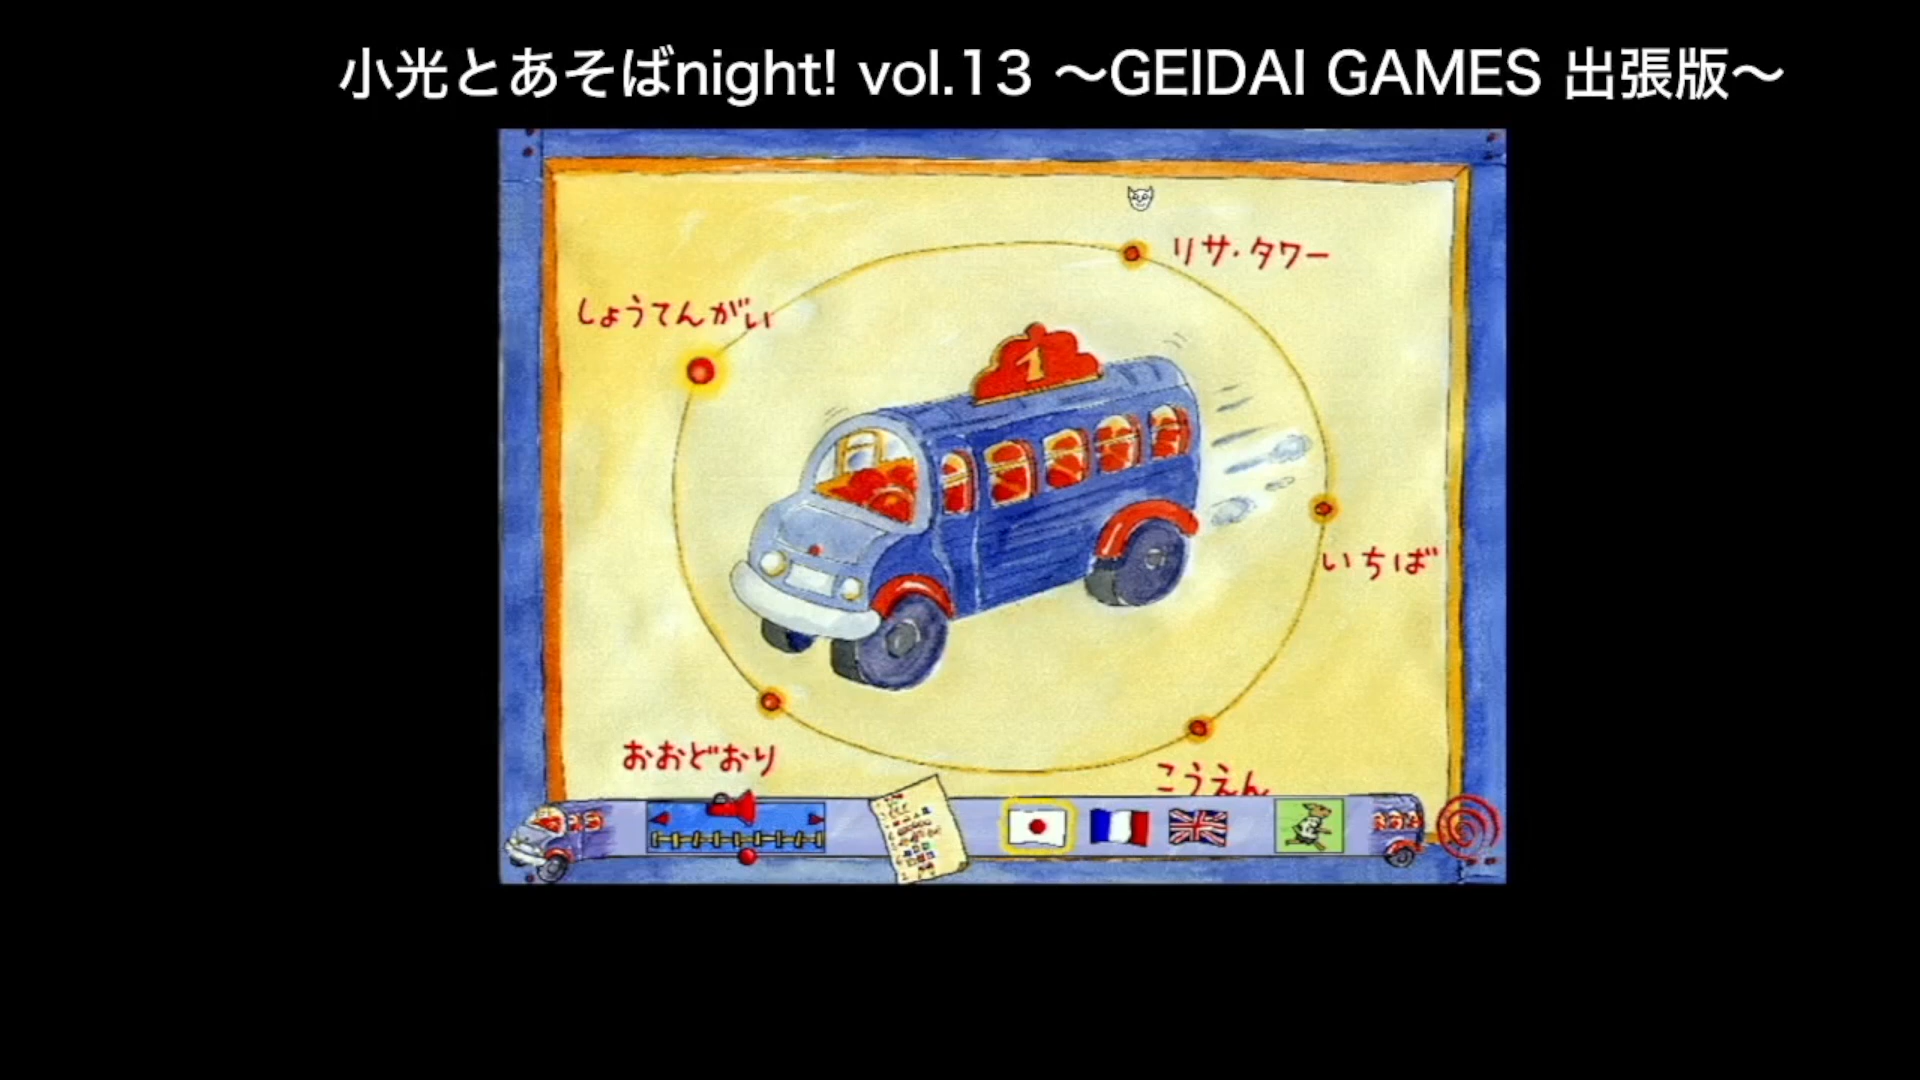 小光とあそばnight! vol.13 ～GEIDAI GAMES 出張版～
リサ・タワー
しょうてんがい
1
いちば
おおどおり
こうえん